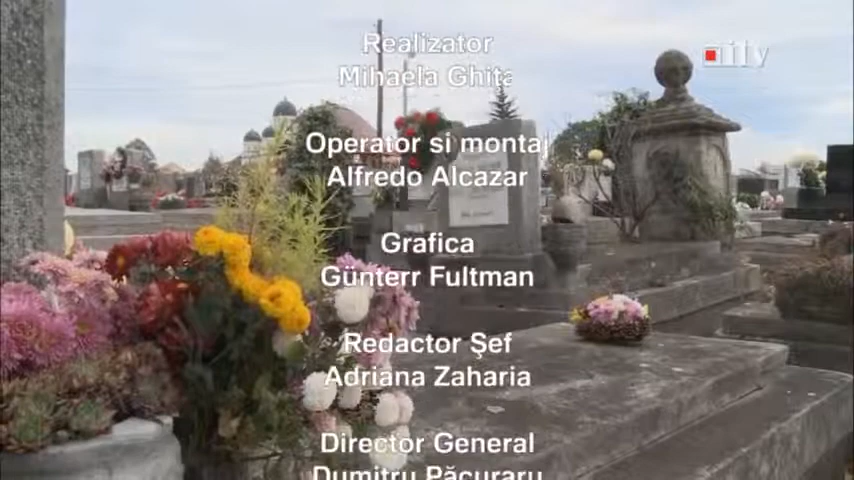 Realizator
Mihaela Ghita
Operator si montaj
Alfredo Alcazar
Grafica
Günterr Fultman
Redactor Şef
Adriana Zaharia
Director General
Dumitru Păcuraru